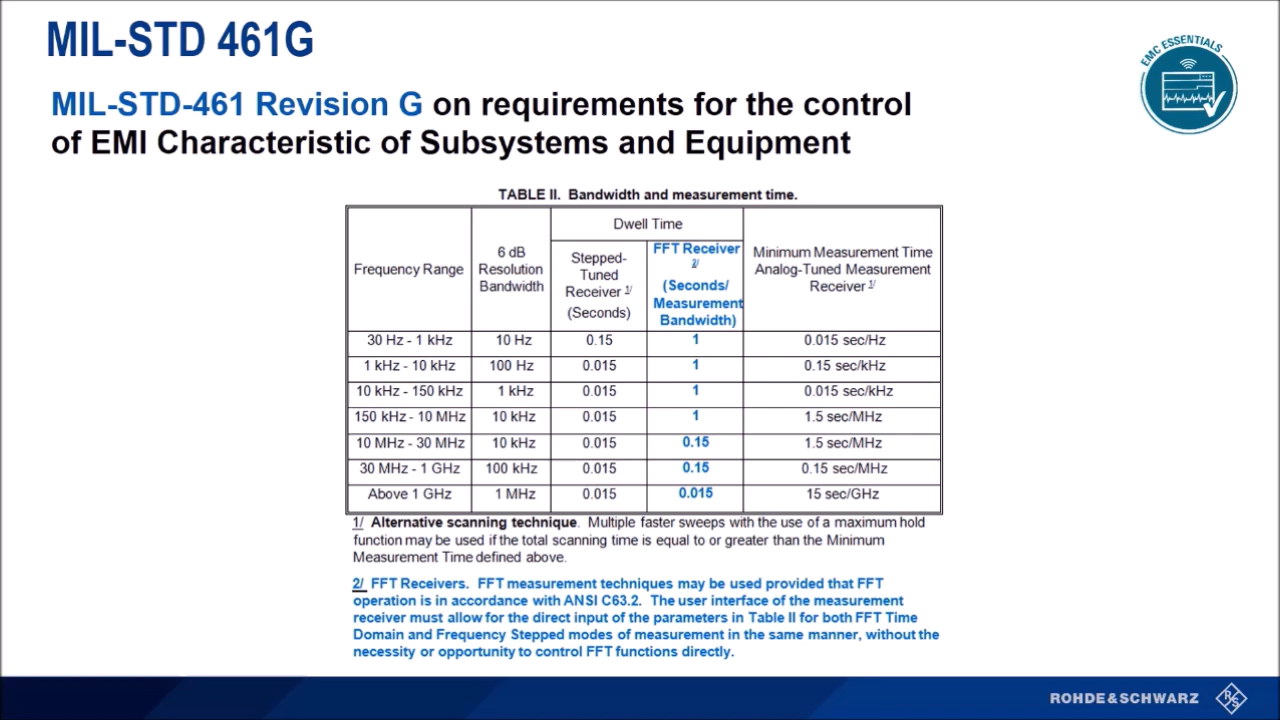 MIL-STD 461G
EMC ESSENTIALS
MIL-STD-461 Revision G on requirements for the control
of EMI Characteristic of Subsystems and Equipment
TABLE II. Bandwidth and measurement time.
Frequency Range
6 dB
Resolution
Bandwidth
Dwell Time
Stepped-
Tuned
Receiver 1/
(Seconds)
FFT Receiver
2/
(Seconds/
Measurement
Bandwidth)
Minimum Measurement Time
Analog-Tuned Measurement
Receiver 1/
30 Hz - 1 kHz 10 Hz 0.15 1 0.015 sec/Hz
1 kHz - 10 kHz 100 Hz 0.015 1 0.15 sec/kHz
10 kHz - 150 kHz 1 kHz 0.015 1 0.015 sec/kHz
150 kHz - 10 MHz 10 kHz 0.015 1 1.5 sec/MHz
10 MHz - 30 MHz 10 kHz 0.015 0.15 1.5 sec/MHz
30 MHz - 1 GHz 100 kHz 0.015 0.15 0.15 sec/MHz
Above 1 GHz 1 MHz 0.015 0.015 15 sec/GHz
1/ Alternative scanning technique. Multiple faster sweeps with the use of a maximum hold
function may be used if the total scanning time is equal to or greater than the Minimum
Measurement Time defined above.
2/ FFT Receivers. FFT measurement techniques may be used provided that FFT
operation is in accordance with ANSI C63.2. The user interface of the measurement
receiver must allow for the direct input of the parameters in Table II for both FFT Time
Domain and Frequency Stepped modes of measurement in the same manner, without the
necessity or opportunity to control FFT functions directly.
ROHDE & SCHWARZ
R S